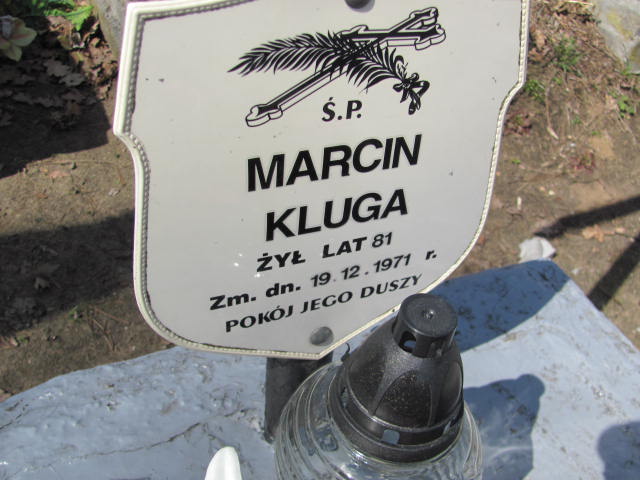 Ś.P.
MARCIN
KLUGA
ŻYŁ LAT 81
Zm. dn. 19.12.1971 r.
POKÓJ JEGO DUSZY